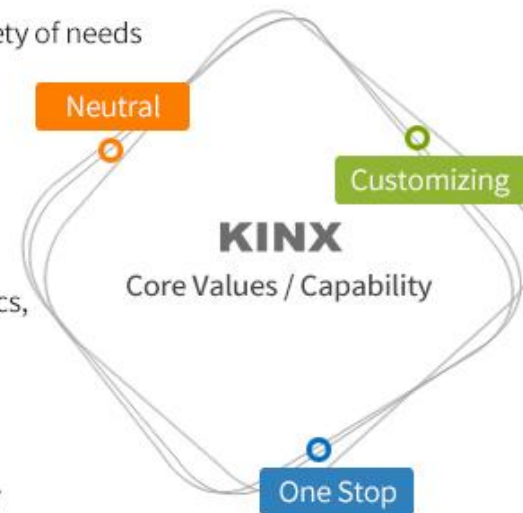 ety of needs
Neutral
Customizing
KINX
Core Values / Capability
cs,
One Stop